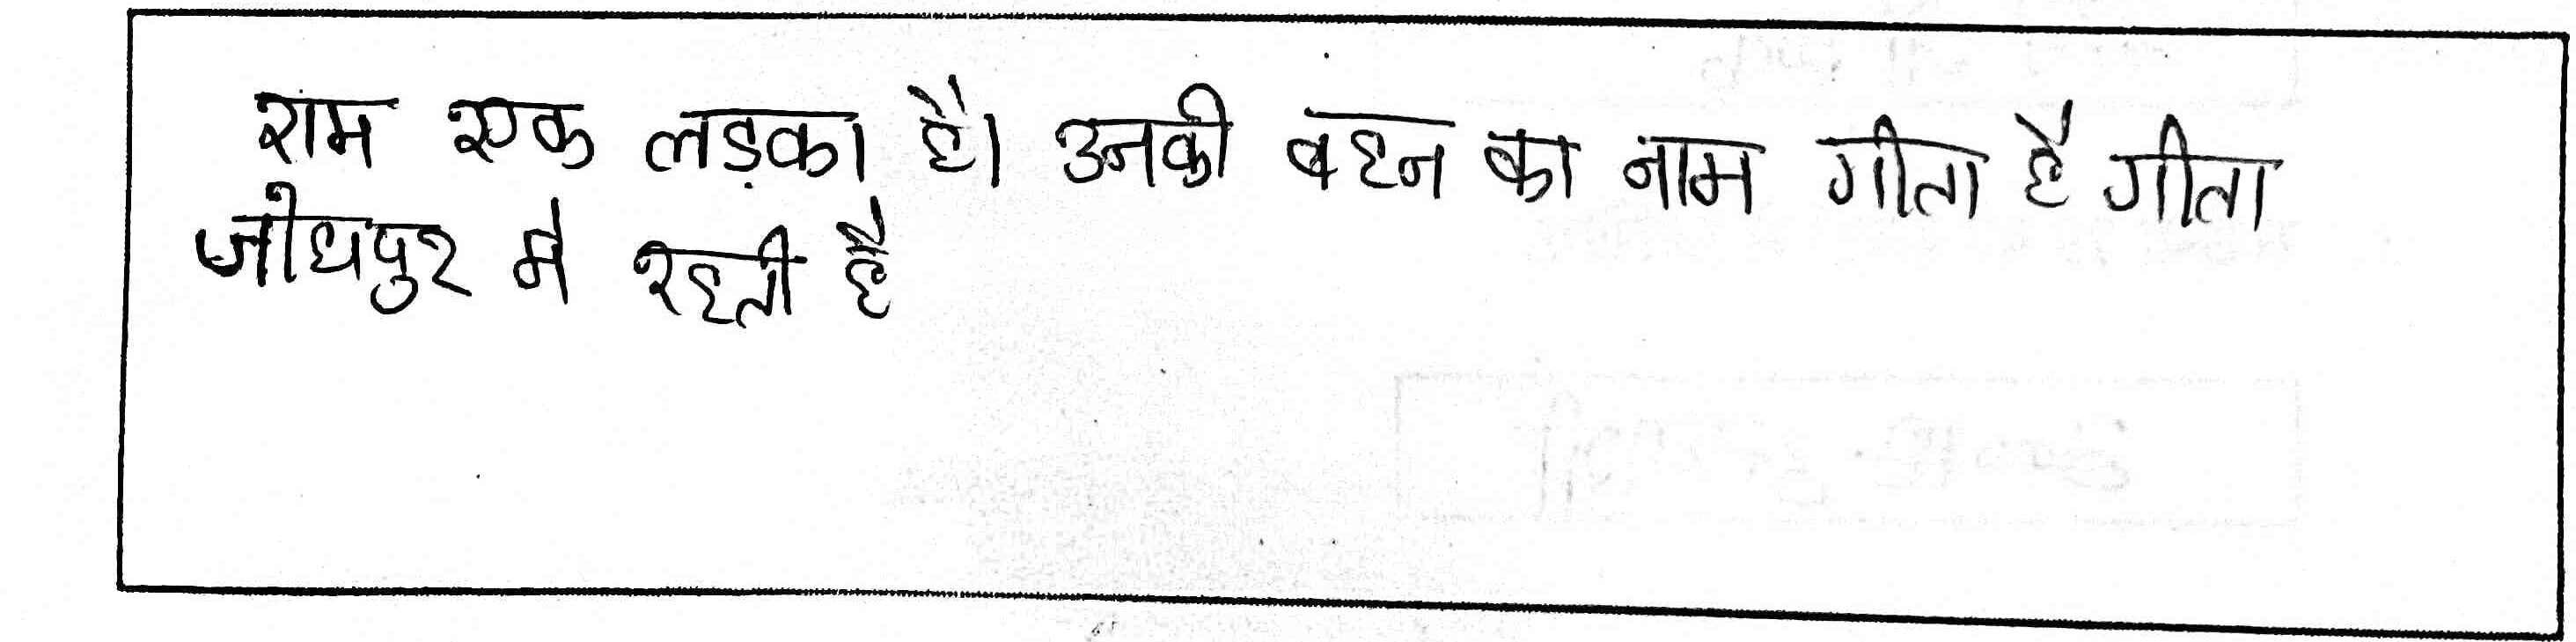 राम एक लड़का है। उनकी बहन का नाम गीता है गीता
जोधपुर मे रहती है